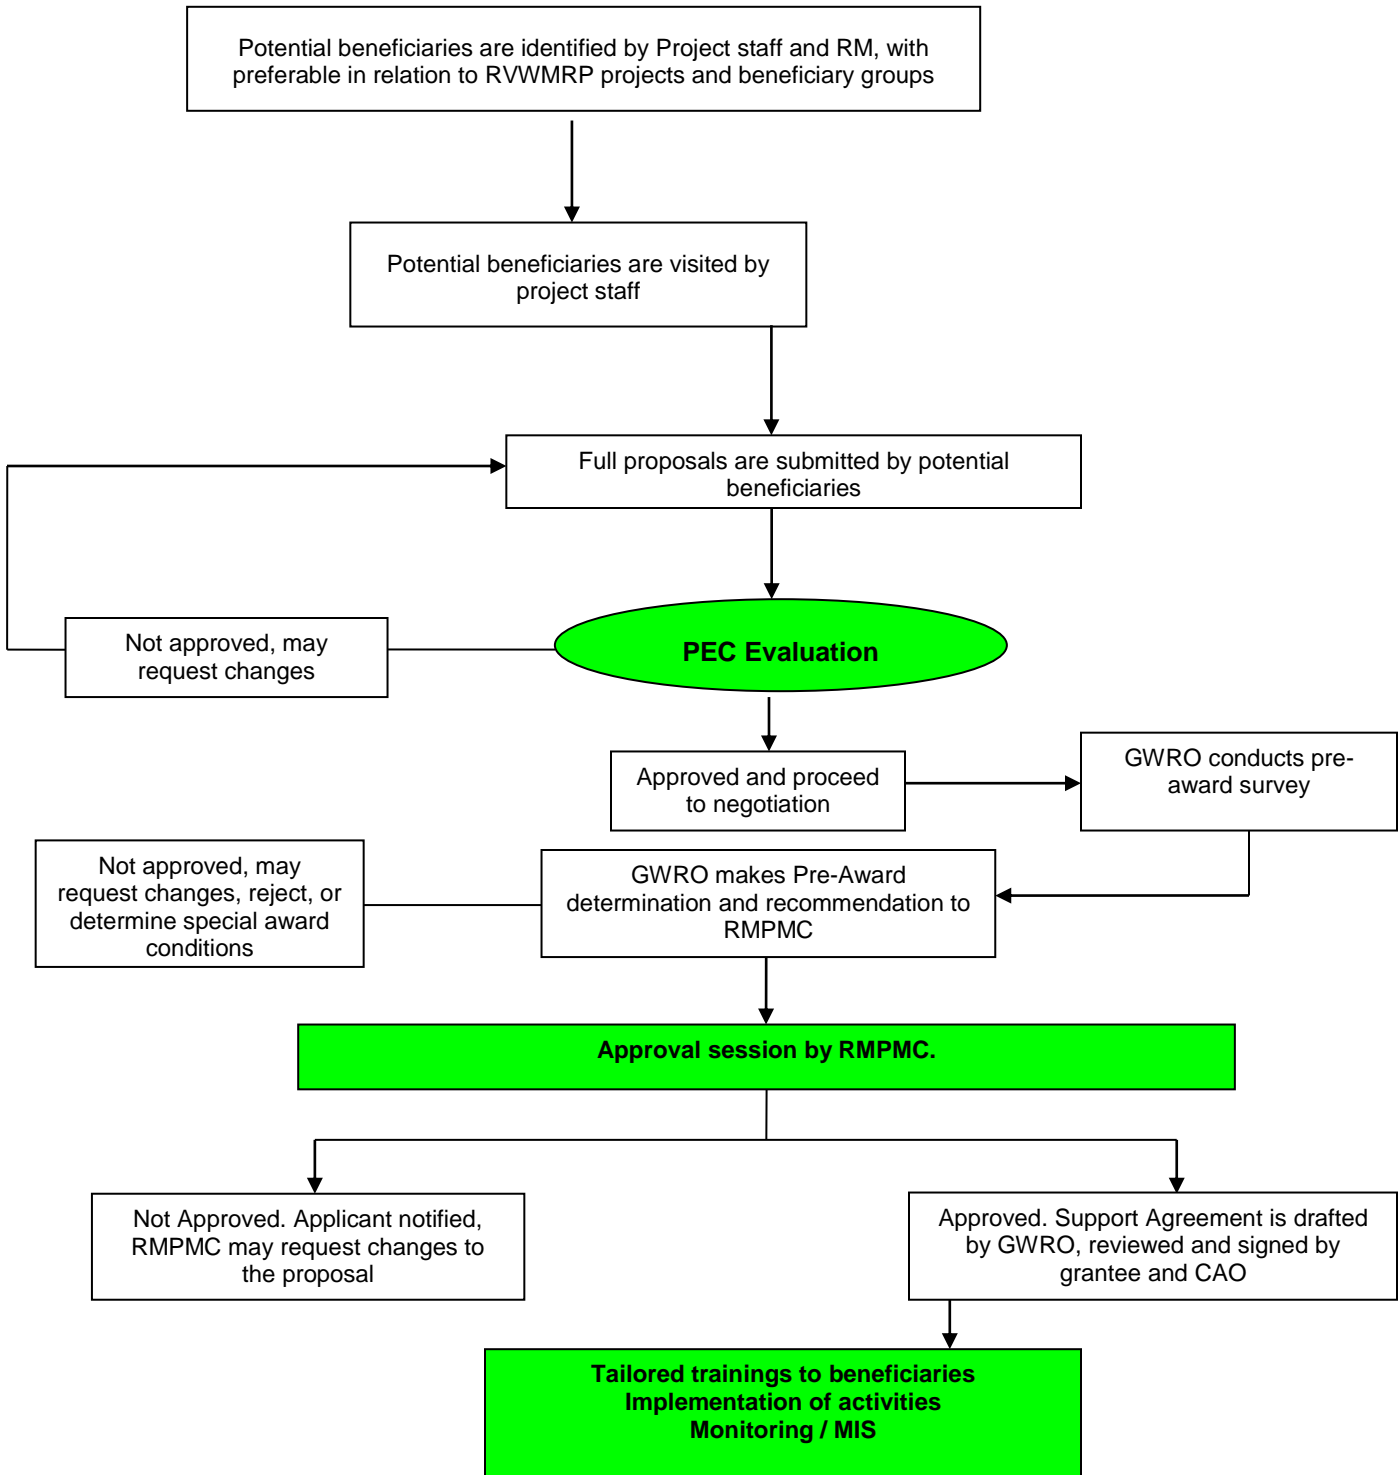 Potential beneficiaries are identified by Project staff and RM, with
preferable in relation to RVWMRP projects and beneficiary groups
Potential beneficiaries are visited by
project staff
Full proposals are submitted by potential
beneficiaries
Not approved, may
request changes
PEC Evaluation
Approved and proceed
to negotiation
GWRO conducts pre-
award survey
Not approved, may
request changes, reject, or
determine special award
conditions
GWRO makes Pre-Award
determination and recommendation to
RMPMC
Approval session by RMPMC.
Not Approved. Applicant notified,
RMPMC may request changes to
the proposal
Approved. Support Agreement is drafted
by GWRO, reviewed and signed by
grantee and CAO
Tailored trainings to beneficiaries
Implementation of activities
Monitoring / MIS